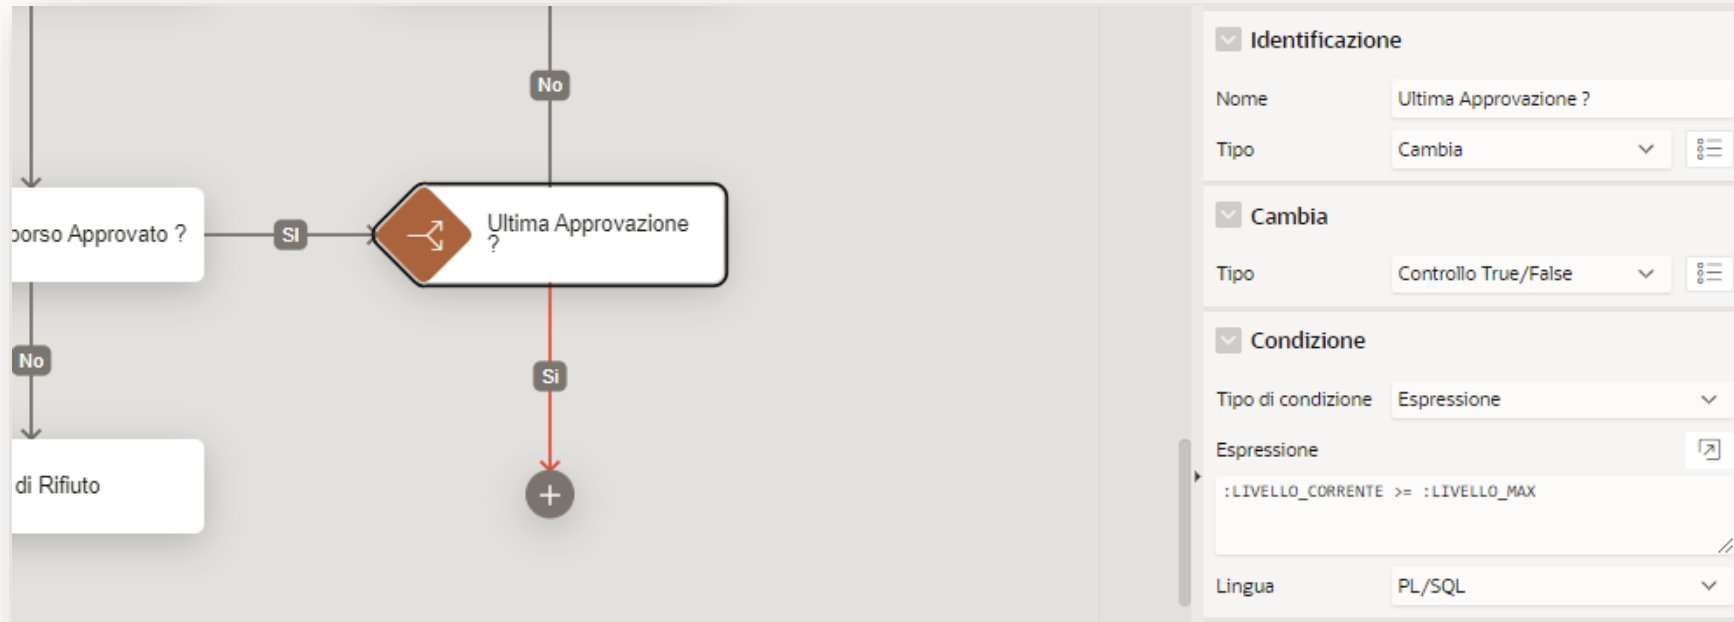 No
borso Approvato ?
SI
Ultima Approvazione
?
No
Si
di Rifiuto
Identificazione
Nome Ultima Approvazione ?
Tipo Cambia
Cambia
Tipo Controllo True/False
Condizione
Tipo di condizione Espressione
Espressione
:LIVELLO_CORRENTE >= :LIVELLO_MAX
Lingua PL/SQL